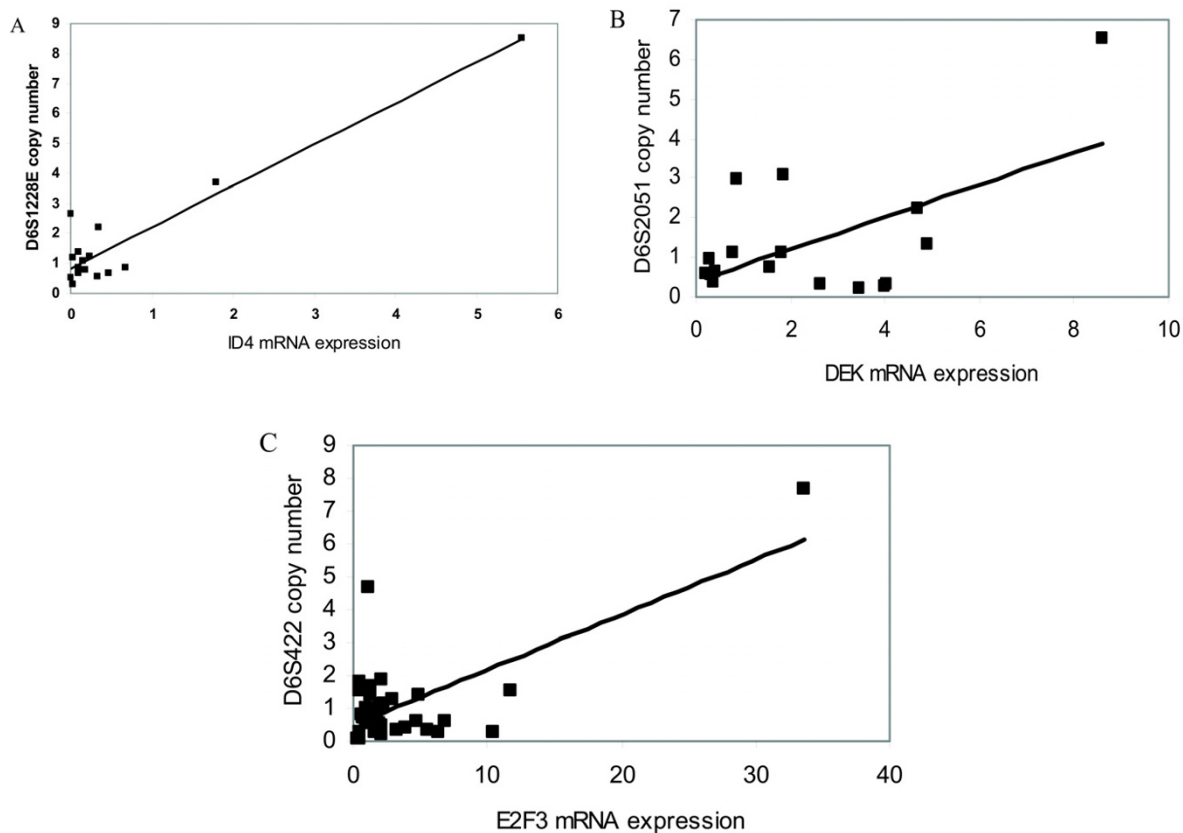 A
D6S1228E copy number
9
8
7
6
5
4
3
2
1
0
0 1 2 3 4 5 6
ID4 mRNA expression
B
D6S2051 copy number
7
6
5
4
3
2
1
0
0 2 4 6 8 10
DEK mRNA expression
C
D6S422 copy number
9
8
7
6
5
4
3
2
1
0
0 10 20 30 40
E2F3 mRNA expression